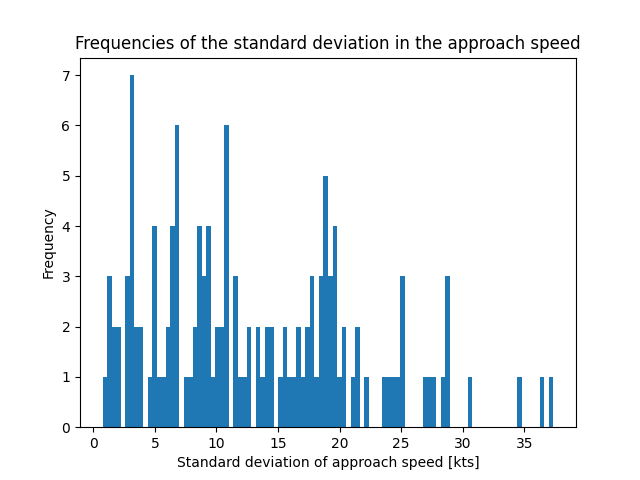 Frequencies of the standard deviation in the approach speed
7
6
5
4
3
2
1
0
Frequency
0 5 10 15 20 25 30 35
Standard deviation of approach speed [kts]